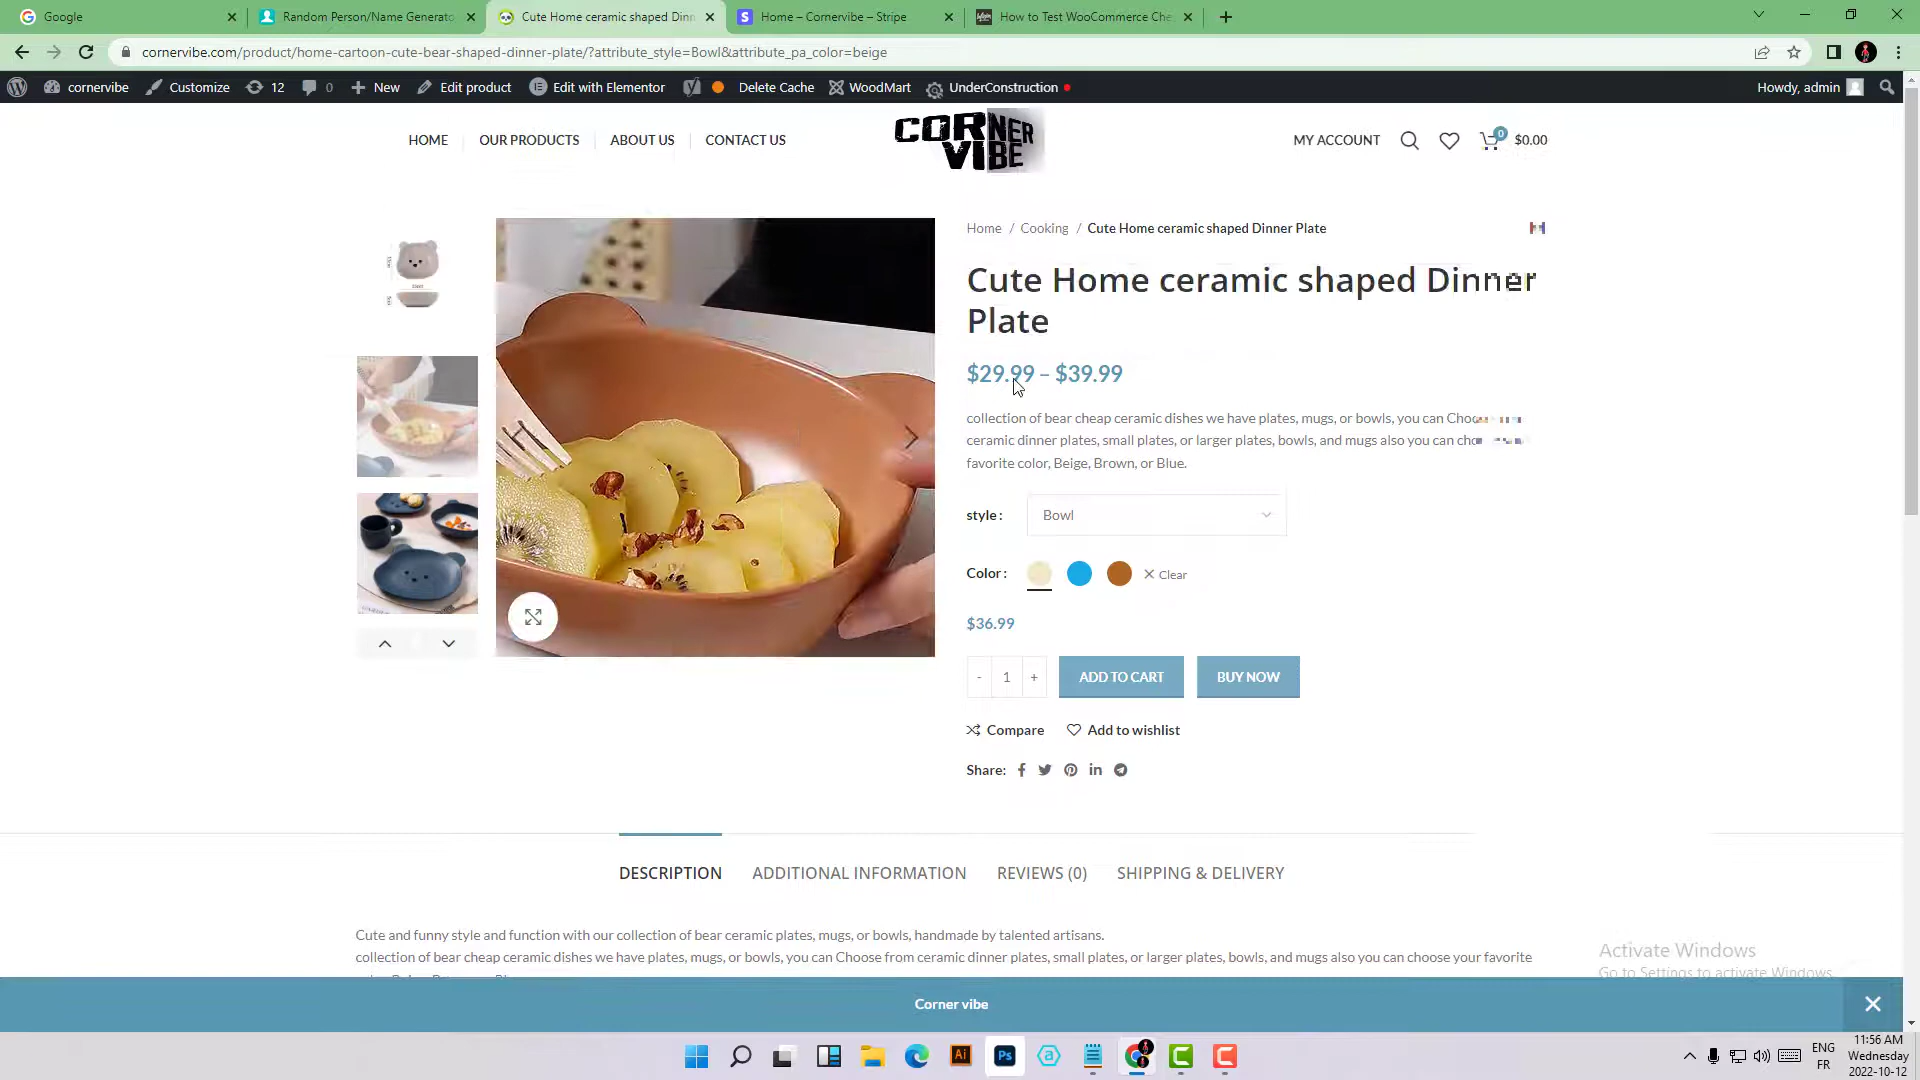 Google
Random Person/Name Generato
Cute Home ceramic shaped Dinn
Home – Cornervibe – Stripe
How to Test WooCommerce Che
cornervibe.com/product/home-cartoon-cute-bear-shaped-dinner-plate/?attribute_style=Bowl&attribute_pa_color=beige
cornervibe
Customize
12
0
New
Edit product
Edit with Elementor
Delete Cache
WoodMart
UnderConstruction
Howdy, admin
HOME
OUR PRODUCTS
ABOUT US
CONTACT US
CORNER
VIBE
MY ACCOUNT
0
$0.00
Home / Cooking / Cute Home ceramic shaped Dinner Plate
Cute Home ceramic shaped Dinner
Plate
$29.99 – $39.99
collection of bear cheap ceramic dishes we have plates, mugs, or bowls, you can
ceramic dinner plates, small plates, or larger plates, bowls, and mugs also you can
favorite color, Beige, Brown, or Blue.
style :
Bowl
Color :
Clear
$36.99
- 1 +
ADD TO CART
BUY NOW
Compare
Add to wishlist
Share:
DESCRIPTION
ADDITIONAL INFORMATION
REVIEWS (0)
SHIPPING & DELIVERY
Cute and funny style and function with our collection of bear ceramic plates, mugs, or bowls, handmade by talented artisans.
collection of bear cheap ceramic dishes we have plates, mugs, or bowls, you can Choose from ceramic dinner plates, small plates, or larger plates, bowls, and mugs also you can choose your favorite
Activate Windows
Go to Settings to activate Windows.
Corner vibe
Ai
Ps
ENG
FR
11:56 AM
Wednesday
2022-10-12